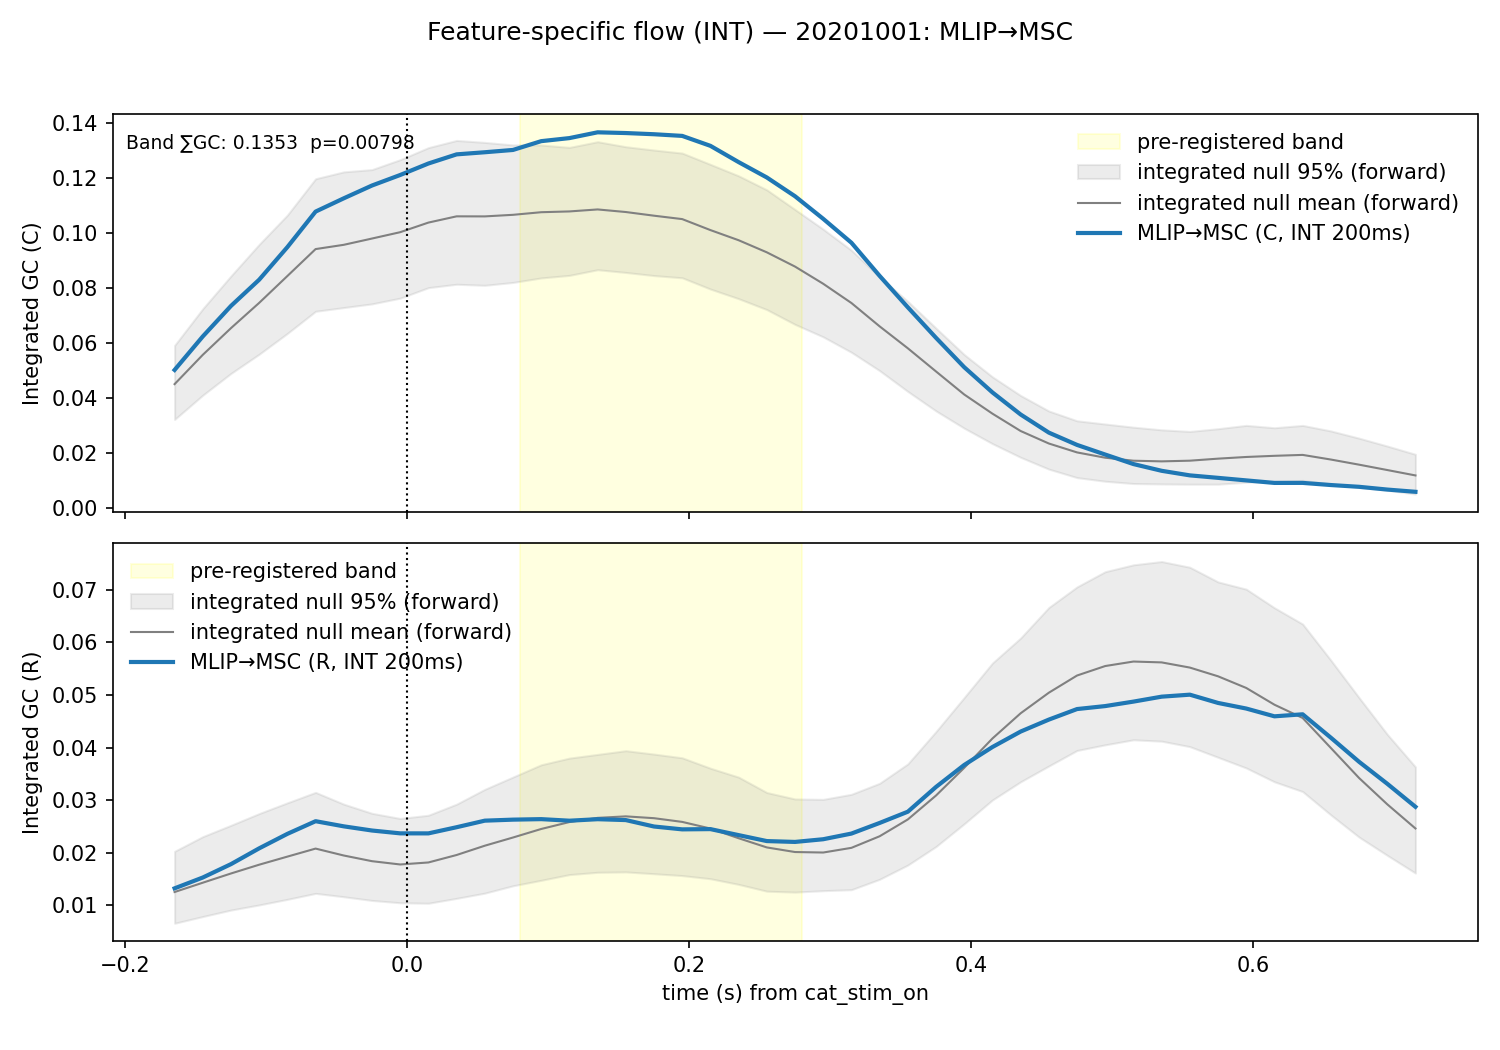 Feature-specific flow (INT) — 20201001: MLIP→MSC
Band ∑GC: 0.1353  p=0.00798
pre-registered band
integrated null 95% (forward)
integrated null mean (forward)
MLIP→MSC (C, INT 200ms)
Integrated GC (C)
0.14
0.12
0.10
0.08
0.06
0.04
0.02
0.00
pre-registered band
integrated null 95% (forward)
integrated null mean (forward)
MLIP→MSC (R, INT 200ms)
Integrated GC (R)
0.07
0.06
0.05
0.04
0.03
0.02
0.01
−0.2 0.0 0.2 0.4 0.6
time (s) from cat_stim_on